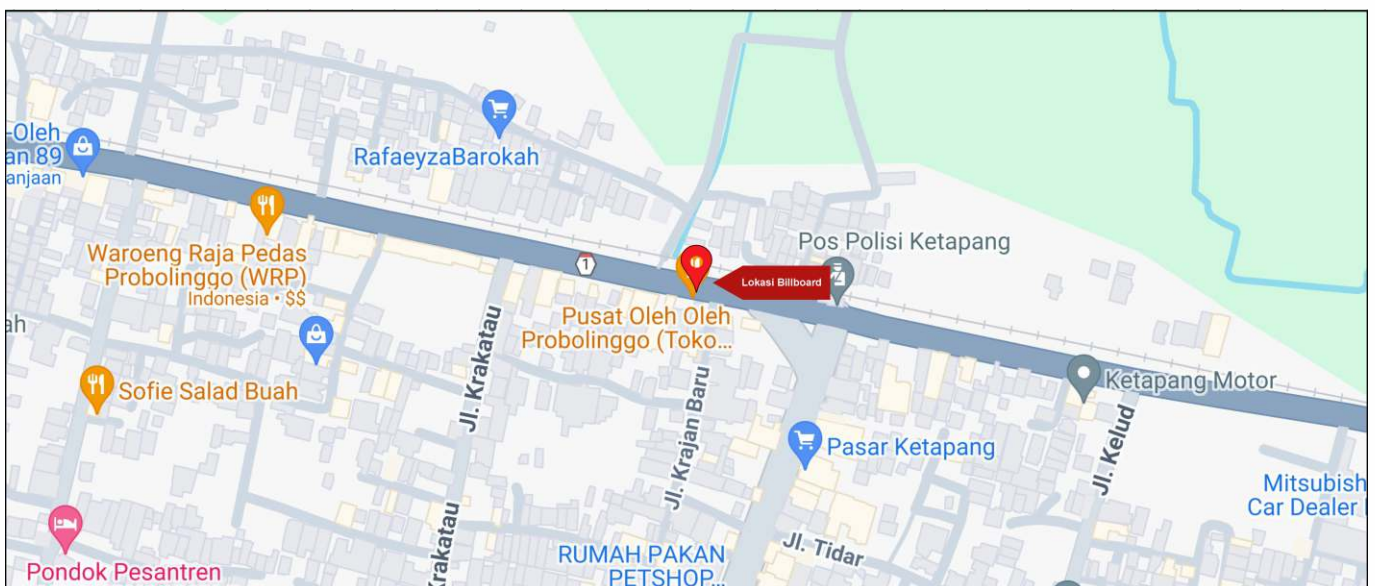 -Oleh
an 89
anjaan
RafaeyzaBarokah
Waroeng Raja Pedas
Probolinggo (WRP)
Indonesia • $$
1
Pos Polisi Ketapang
Lokasi Billboard
Pusat Oleh Oleh
Probolinggo (Toko...
ah
Sofie Salad Buah
Jl. Krakatau
Jl. Krajan Baru
Ketapang Motor
Pasar Ketapang
Jl. Kelud
Mitsubish
Car Dealer
Jl. Tidar
Krakatau
RUMAH PAKAN
PETSHOP...
Pondok Pesantren